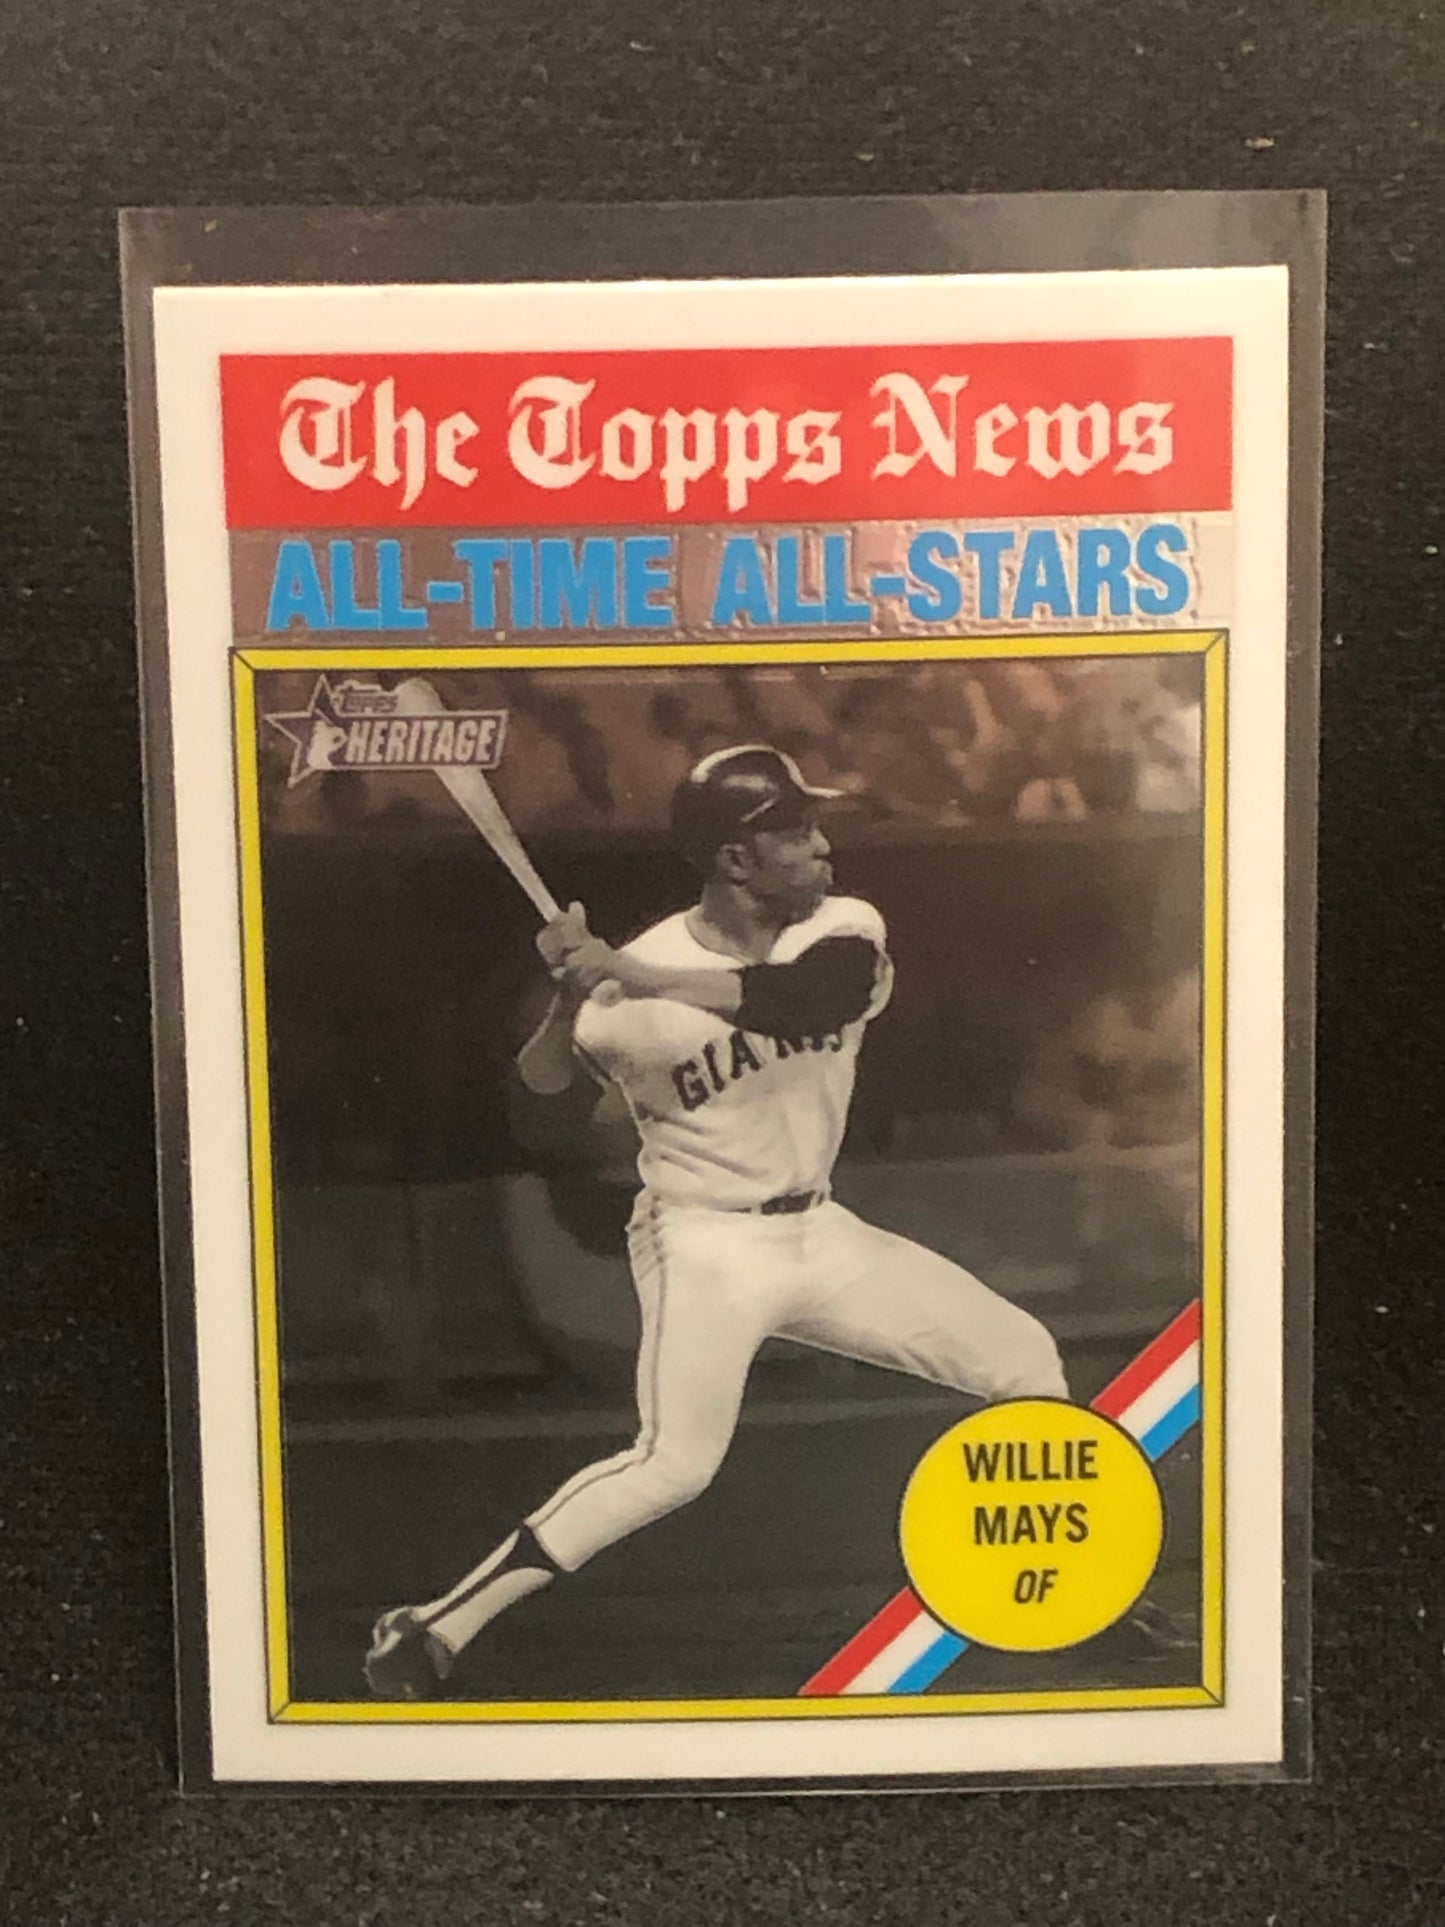 The Topps News
ALL-TIME ALL-STARS
TOPPS
HERITAGE
GIANTS
WILLIE
MAYS
OF